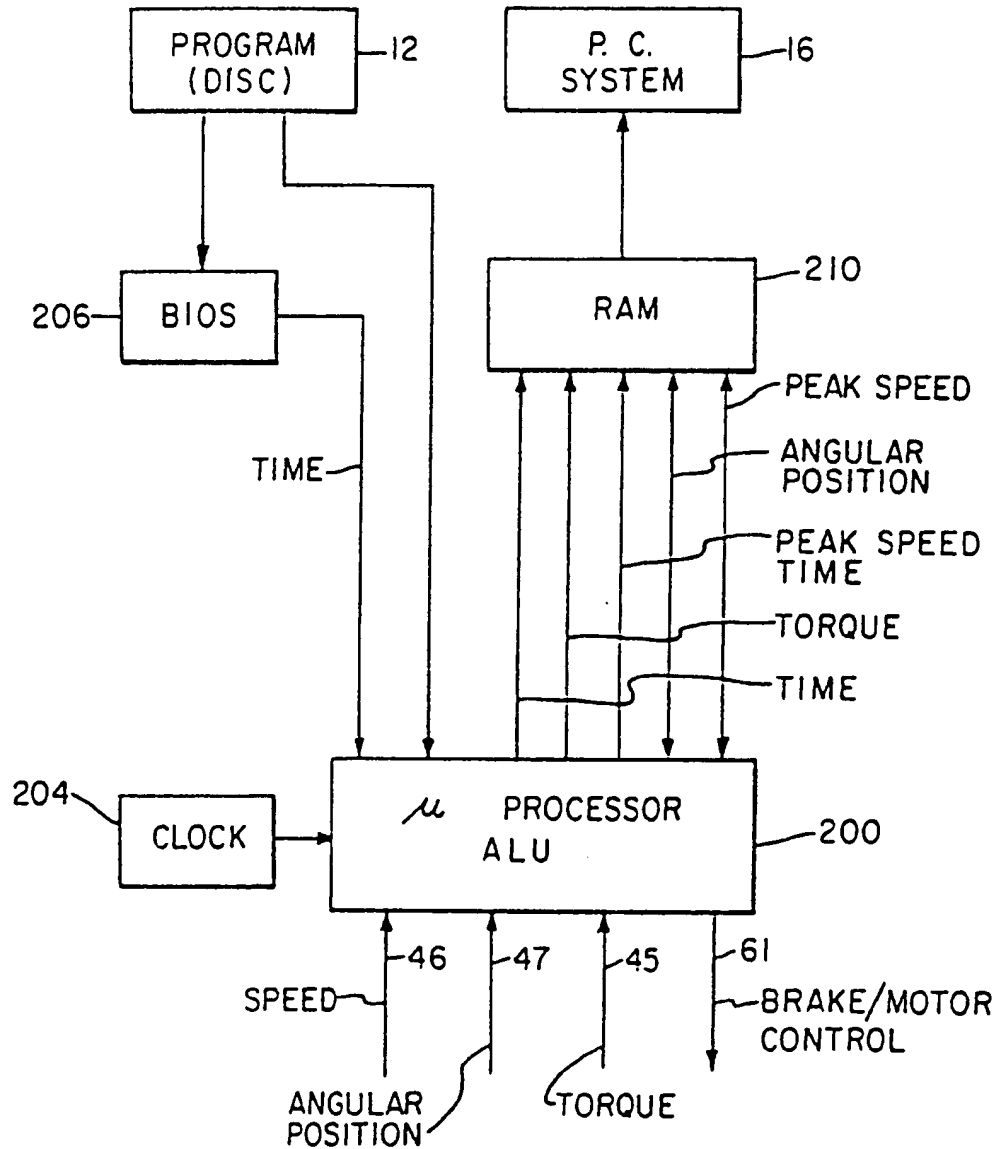 PROGRAM
(DISC)
12
P. C.
SYSTEM
16
206
BIOS
210
RAM
PEAK SPEED
ANGULAR
POSITION
TIME
PEAK SPEED
TIME
TORQUE
TIME
204
CLOCK
μ PROCESSOR
ALU
200
46
47
45
61
SPEED
BRAKE/MOTOR
CONTROL
ANGULAR
POSITION
TORQUE